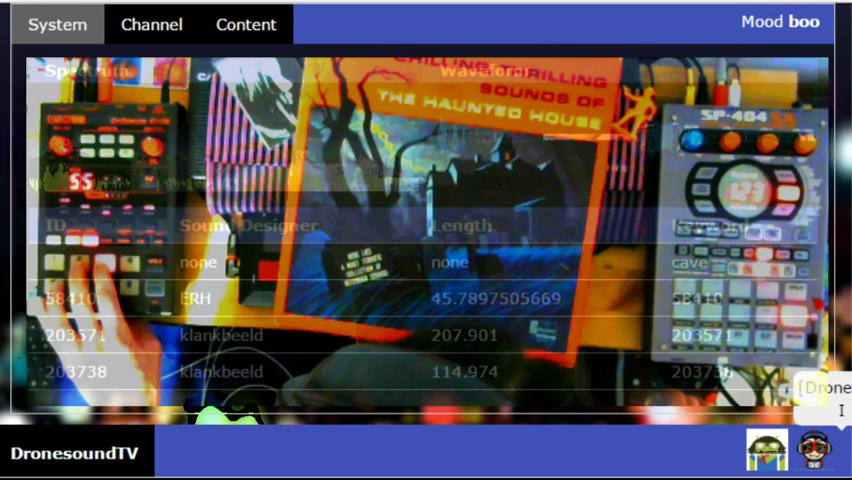 System Channel Content Mood boo
Spectrum Waveform
CHILLING, THRILLING
SOUNDS OF
THE HAUNTED HOUSE
SP-404SX
Roland
ID Sound Designer Length
none none cave
58410 ERH 45.7897505669 58410
203571 klankbeeld 207.901 203571
203738 klankbeeld 114.974 203738
[Drone
I
DronesoundTV